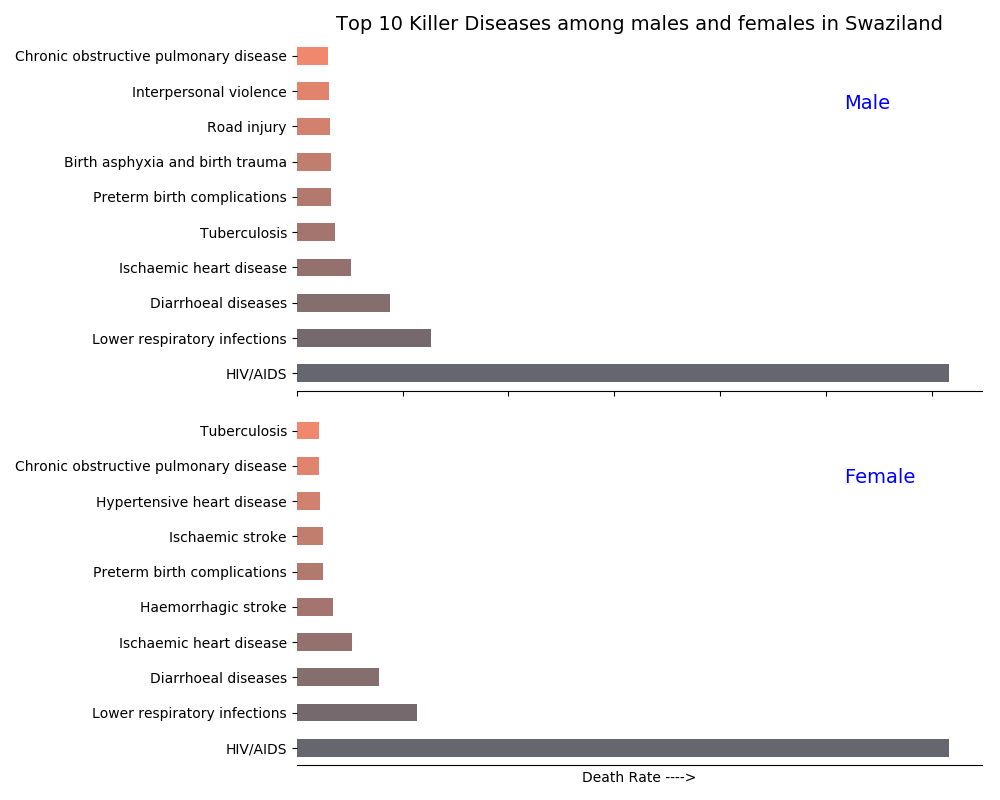 Top 10 Killer Diseases among males and females in Swaziland
Chronic obstructive pulmonary disease
Interpersonal violence
Male
Road injury
Birth asphyxia and birth trauma
Preterm birth complications
Tuberculosis
Ischaemic heart disease
Diarrhoeal diseases
Lower respiratory infections
HIV/AIDS
Tuberculosis
Chronic obstructive pulmonary disease
Female
Hypertensive heart disease
Ischaemic stroke
Preterm birth complications
Haemorrhagic stroke
Ischaemic heart disease
Diarrhoeal diseases
Lower respiratory infections
HIV/AIDS
Death Rate ---->